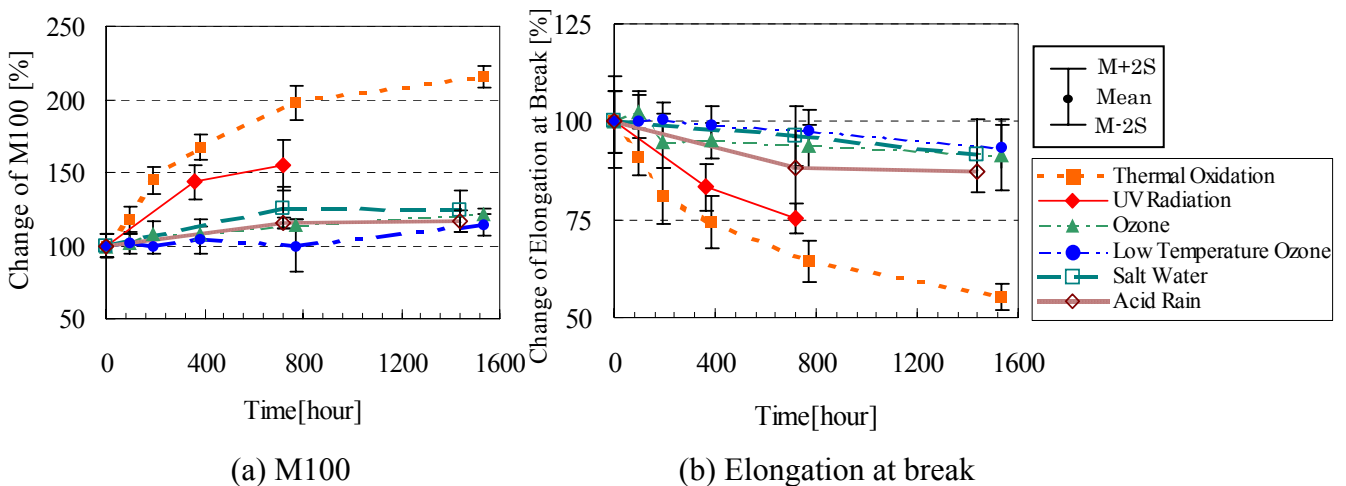 250
200
150
100
50
Change of M100 [%]
0
400
800
1200
1600
Time[hour]
(a) M100
125
100
75
50
Change of Elongation at Break [%]
0
400
800
1200
1600
Time[hour]
(b) Elongation at break
M+2S
Mean
M-2S
Thermal Oxidation
UV Radiation
Ozone
Low Temperature Ozone
Salt Water
Acid Rain